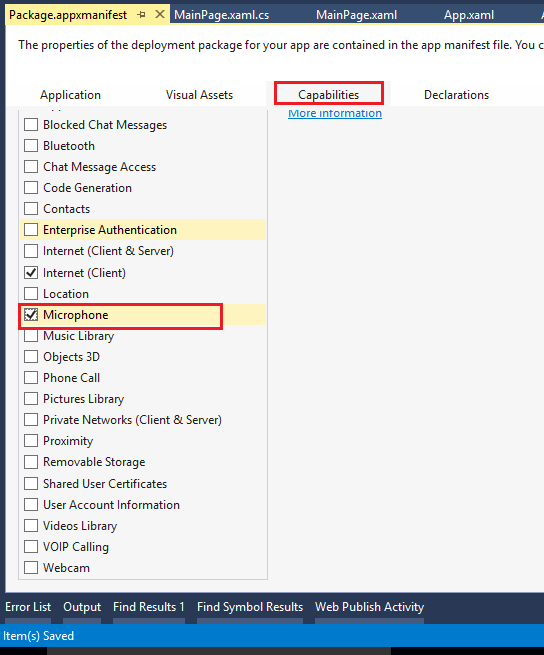 Package.appxmanifest MainPage.xaml.cs MainPage.xaml App.xaml
The properties of the deployment package for your app are contained in the app manifest file. You c
Application Visual Assets Capabilities Declarations
More information
Blocked Chat Messages
Bluetooth
Chat Message Access
Code Generation
Contacts
Enterprise Authentication
Internet (Client & Server)
Internet (Client)
Location
Microphone
Music Library
Objects 3D
Phone Call
Pictures Library
Private Networks (Client & Server)
Proximity
Removable Storage
Shared User Certificates
User Account Information
Videos Library
VOIP Calling
Webcam
Error List Output Find Results 1 Find Symbol Results Web Publish Activity
Item(s) Saved